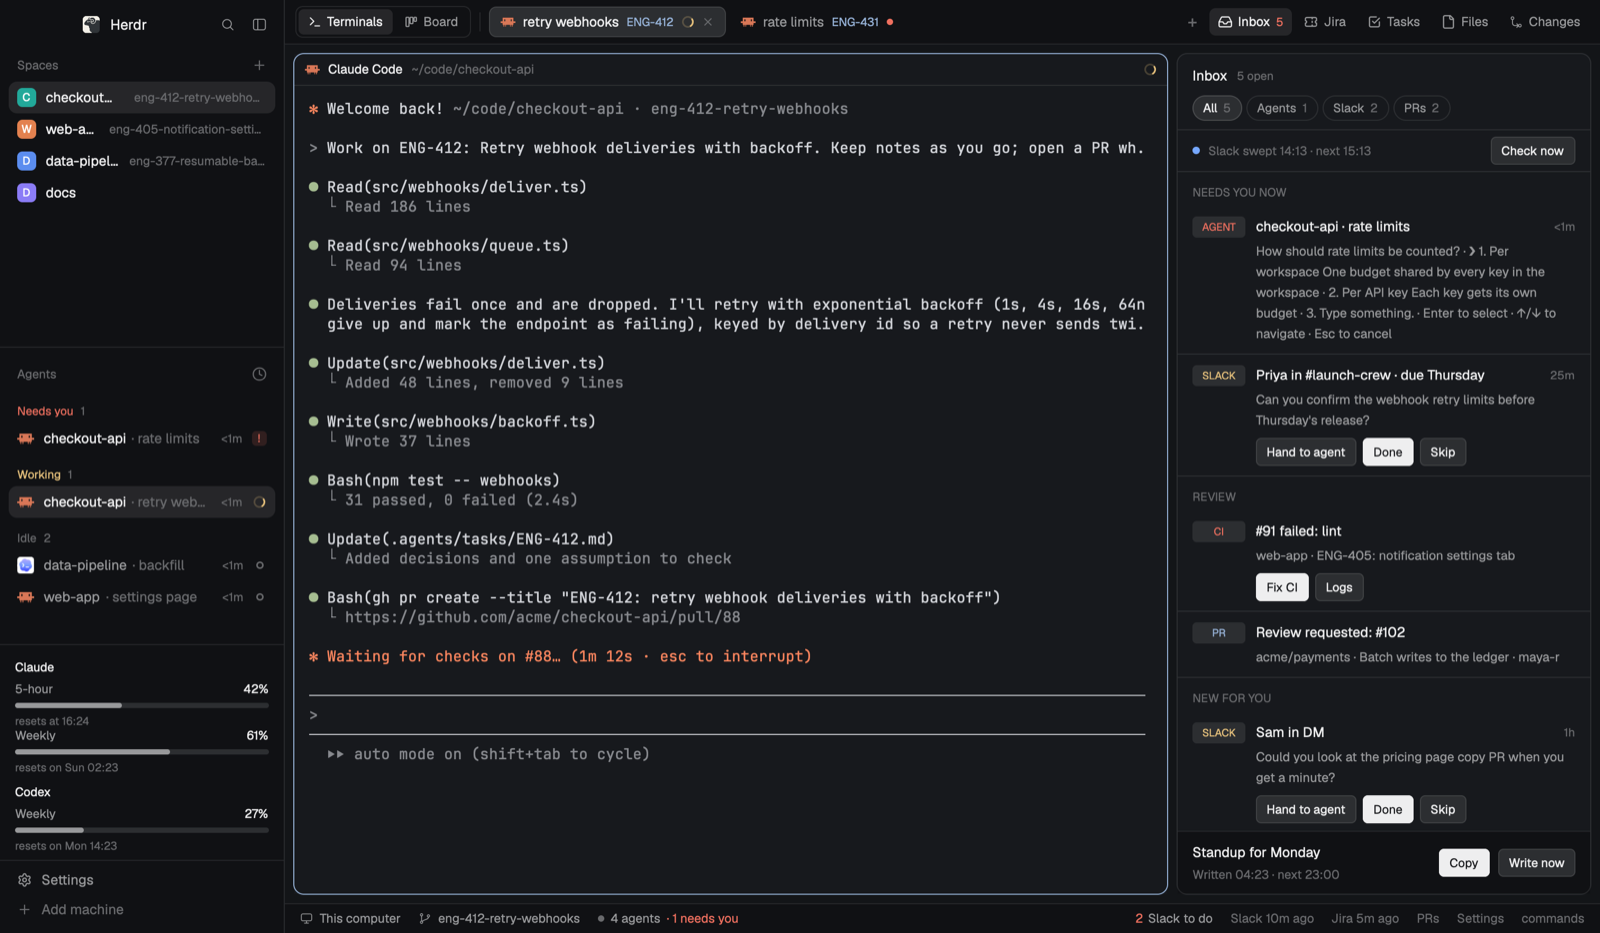 Herdr
Spaces
C checkout... eng-412-retry-webho...
W web-a... eng-405-notification-setti...
D data-pipel... eng-377-resumable-ba...
D docs
Agents
Needs you 1
checkout-api · rate limits <1m !
Working 1
checkout-api · retry web... <1m
Idle 2
data-pipeline · backfill <1m
web-app · settings page <1m
Claude
5-hour 42%
resets at 16:24
Weekly 61%
resets on Sun 02:23
Codex
Weekly 27%
resets on Mon 14:23
Settings
+ Add machine
Terminals Board
retry webhooks ENG-412 ×
rate limits ENG-431
+ Inbox 5 Jira Tasks Files Changes
Claude Code ~/code/checkout-api
* Welcome back! ~/code/checkout-api · eng-412-retry-webhooks
> Work on ENG-412: Retry webhook deliveries with backoff. Keep notes as you go; open a PR wh.
● Read(src/webhooks/deliver.ts)
└ Read 186 lines
● Read(src/webhooks/queue.ts)
└ Read 94 lines
● Deliveries fail once and are dropped. I'll retry with exponential backoff (1s, 4s, 16s, 64n
give up and mark the endpoint as failing), keyed by delivery id so a retry never sends twi.
● Update(src/webhooks/deliver.ts)
└ Added 48 lines, removed 9 lines
● Write(src/webhooks/backoff.ts)
└ Wrote 37 lines
● Bash(npm test -- webhooks)
└ 31 passed, 0 failed (2.4s)
● Update(.agents/tasks/ENG-412.md)
└ Added decisions and one assumption to check
● Bash(gh pr create --title "ENG-412: retry webhook deliveries with backoff")
└ https://github.com/acme/checkout-api/pull/88
* Waiting for checks on #88… (1m 12s · esc to interrupt)
>
▸▸ auto mode on (shift+tab to cycle)
Inbox 5 open
All 5 Agents 1 Slack 2 PRs 2
Slack swept 14:13 · next 15:13 Check now
NEEDS YOU NOW
AGENT checkout-api · rate limits <1m
How should rate limits be counted? · ❯ 1. Per
workspace One budget shared by every key in the
workspace · 2. Per API key Each key gets its own
budget · 3. Type something. · Enter to select · ↑/↓ to
navigate · Esc to cancel
SLACK Priya in #launch-crew · due Thursday 25m
Can you confirm the webhook retry limits before
Thursday's release?
Hand to agent Done Skip
REVIEW
CI #91 failed: lint
web-app · ENG-405: notification settings tab
Fix CI Logs
PR Review requested: #102
acme/payments · Batch writes to the ledger · maya-r
NEW FOR YOU
SLACK Sam in DM 1h
Could you look at the pricing page copy PR when you
get a minute?
Hand to agent Done Skip
Standup for Monday
Written 04:23 · next 23:00
Copy Write now
This computer eng-412-retry-webhooks 4 agents · 1 needs you
2 Slack to do Slack 10m ago Jira 5m ago PRs Settings commands